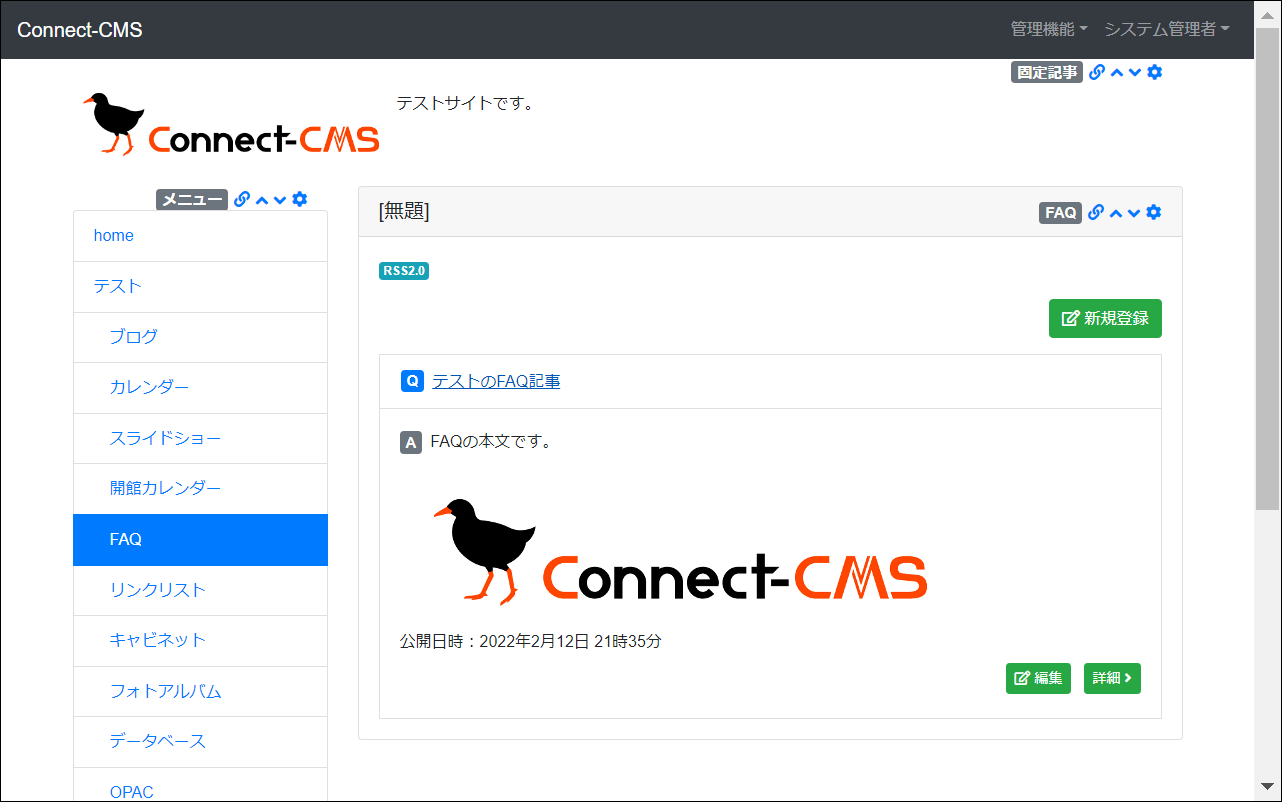 Connect-CMS
管理機能 システム管理者
固定記事
Connect-CMS
テストサイトです。
メニュー
home
テスト
ブログ
カレンダー
スライドショー
開館カレンダー
FAQ
リンクリスト
キャビネット
フォトアルバム
データベース
OPAC
[無題]
FAQ
RSS2.0
新規登録
Q テストのFAQ記事
A FAQの本文です。
Connect-CMS
公開日時：2022年2月12日 21時35分
編集 詳細